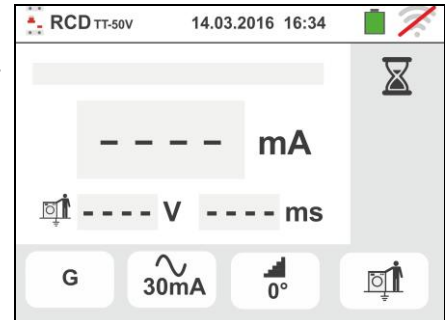 RCD TT-50V 14.03.2016 16:34
- - - - mA
- - - - V - - - - ms
G 30mA 0°